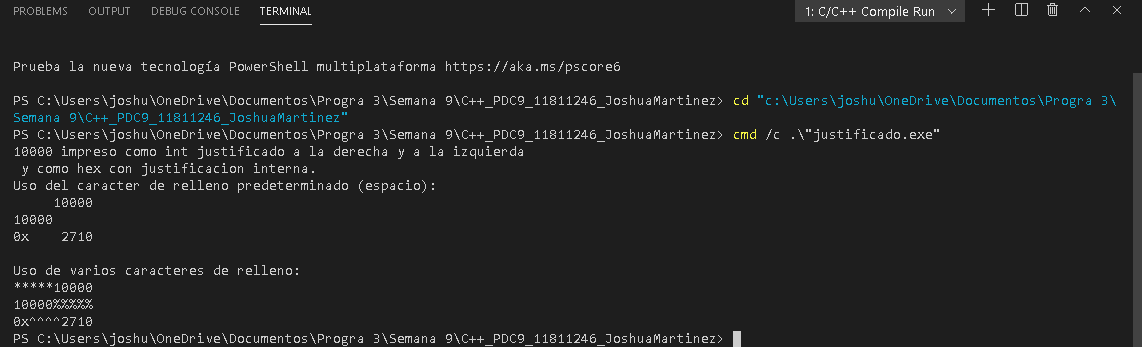 PROBLEMS OUTPUT DEBUG CONSOLE TERMINAL 1: C/C++ Compile Run
Prueba la nueva tecnología PowerShell multiplataforma https://aka.ms/pscore6
PS C:\Users\joshu\OneDrive\Documentos\Progra 3\Semana 9\C++_PDC9_11811246_JoshuaMartinez> cd "c:\Users\joshu\OneDrive\Documentos\Progra 3\
Semana 9\C++_PDC9_11811246_JoshuaMartinez"
PS C:\Users\joshu\OneDrive\Documentos\Progra 3\Semana 9\C++_PDC9_11811246_JoshuaMartinez> cmd /c .\"justificado.exe"
10000 impreso como int justificado a la derecha y a la izquierda
 y como hex con justificacion interna.
Uso del caracter de relleno predeterminado (espacio):
     10000
10000
0x    2710

Uso de varios caracteres de relleno:
*****10000
10000%%%%%
0x^^^^2710
PS C:\Users\joshu\OneDrive\Documentos\Progra 3\Semana 9\C++_PDC9_11811246_JoshuaMartinez>